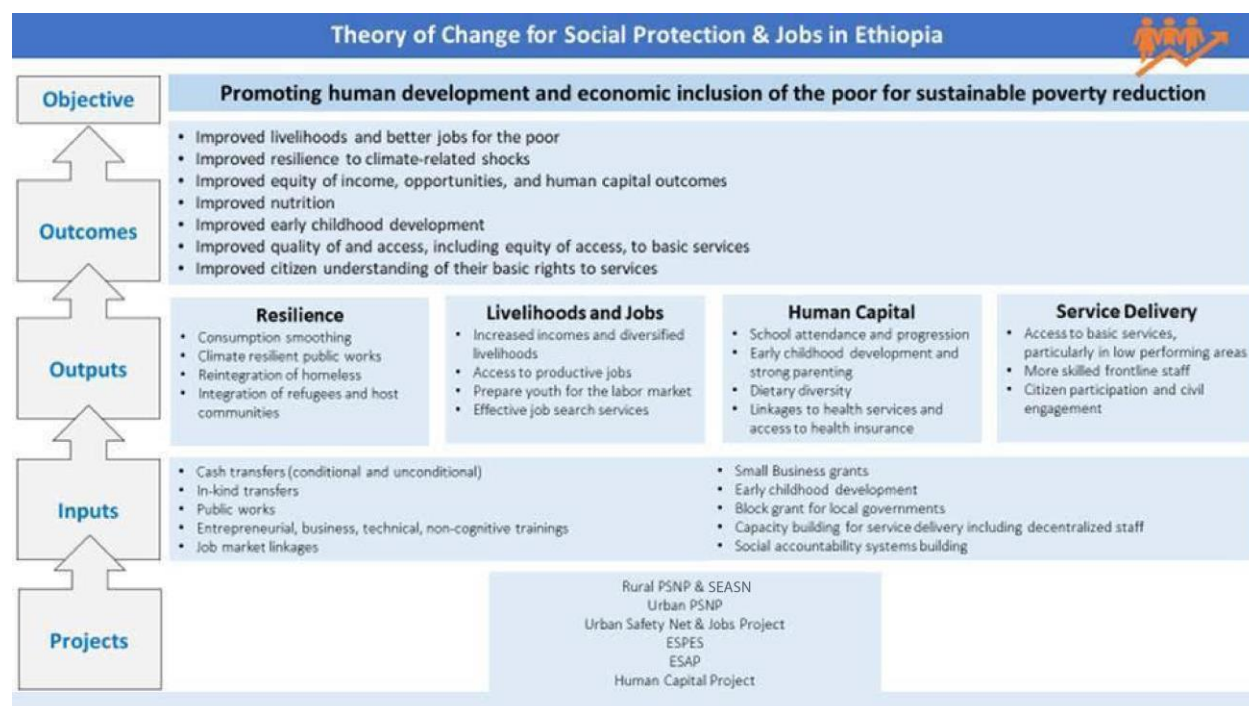 Theory of Change for Social Protection & Jobs in Ethiopia
Objective
Promoting human development and economic inclusion of the poor for sustainable poverty reduction
Outcomes
• Improved livelihoods and better jobs for the poor
• Improved resilience to climate-related shocks
• Improved equity of income, opportunities, and human capital outcomes
• Improved nutrition
• Improved early childhood development
• Improved quality of and access, including equity of access, to basic services
• Improved citizen understanding of their basic rights to services
Outputs
Resilience
• Consumption smoothing
• Climate resilient public works
• Reintegration of homeless
• Integration of refugees and host
communities
Livelihoods and Jobs
• Increased incomes and diversified
livelihoods
• Access to productive jobs
• Prepare youth for the labor market
• Effective job search services
Human Capital
• School attendance and progression
• Early childhood development and
strong parenting
• Dietary diversity
• Linkages to health services and
access to health insurance
Service Delivery
• Access to basic services,
particularly in low performing areas
• More skilled frontline staff
• Citizen participation and civil
engagement
Inputs
• Cash transfers (conditional and unconditional)
• In-kind transfers
• Public works
• Entrepreneurial, business, technical, non-cognitive trainings
• Job market linkages
• Small Business grants
• Early childhood development
• Block grant for local governments
• Capacity building for service delivery including decentralized staff
• Social accountability systems building
Projects
Rural PSNP & SEASN
Urban PSNP
Urban Safety Net & Jobs Project
ESPES
ESAP
Human Capital Project